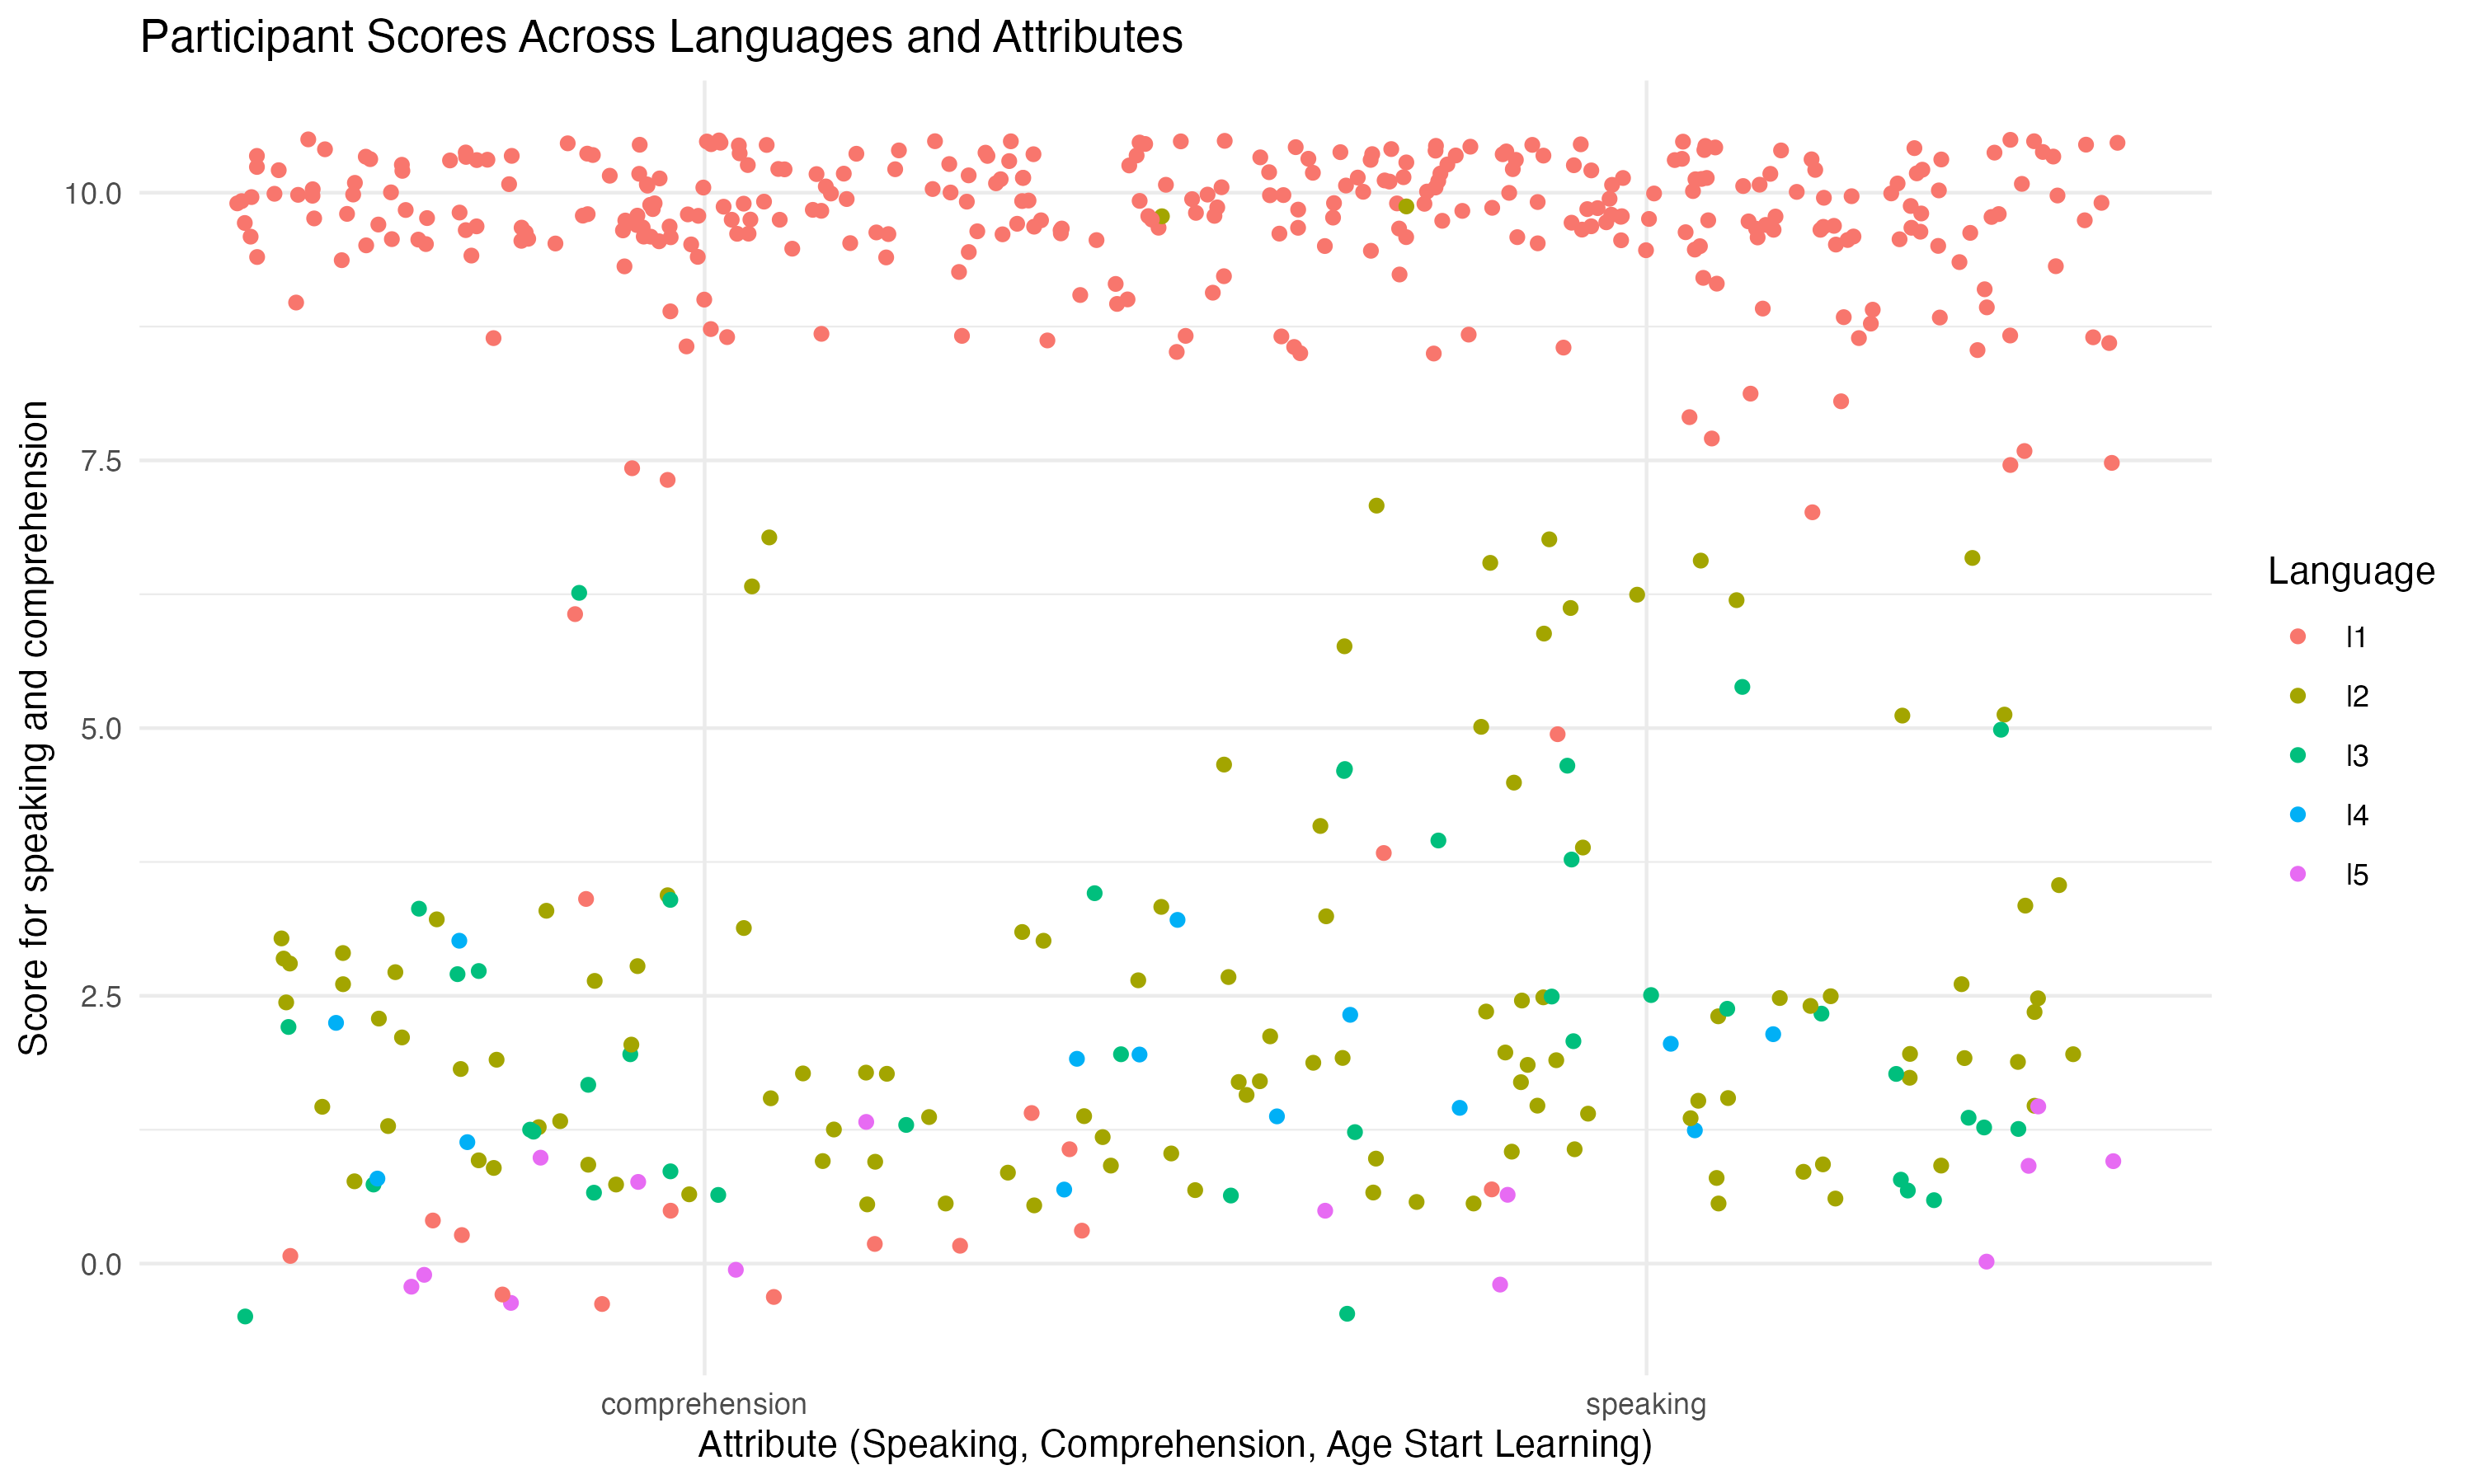 Participant Scores Across Languages and Attributes
Score for speaking and comprehension
10.0
7.5
5.0
2.5
0.0
comprehension
speaking
Attribute (Speaking, Comprehension, Age Start Learning)
Language
l1
l2
l3
l4
l5